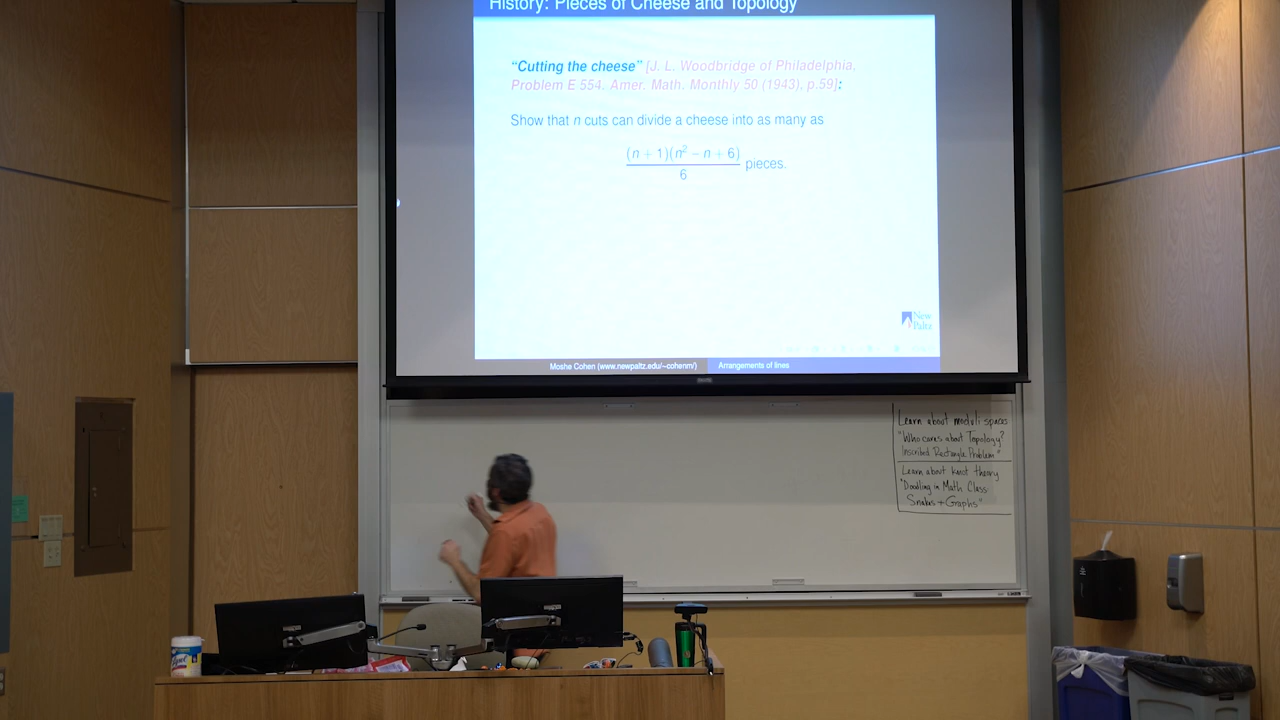 History: Pieces of Cheese and Topology
“Cutting the cheese” [J. L. Woodbridge of Philadelphia,
Problem E 554. Amer. Math. Monthly 50 (1943), p.59]:
Show that n cuts can divide a cheese into as many as
(n + 1)(n² − n + 6)
6
pieces.
New
Paltz
Moshe Cohen (www.newpaltz.edu/~cohenm/)
Arrangements of lines
Learn about moduli spaces
"Who cares about Topology?
Inscribed Rectangle Problem"
Learn about knot theory
"Doodling in Math Class:
Snakes + Graphs"
Lysol